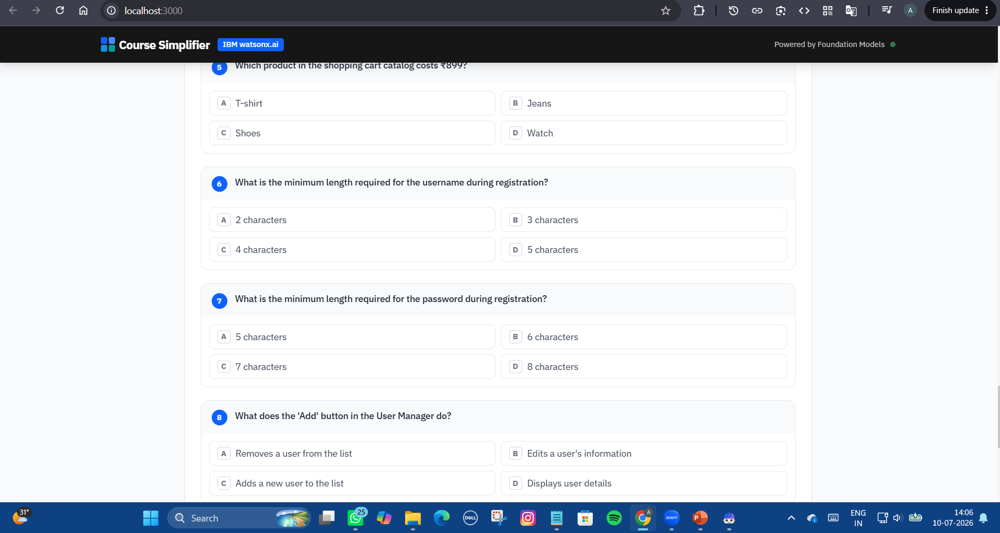 localhost:3000
A
Finish update
Course Simplifier
IBM watsonx.ai
Powered by Foundation Models
5
Which product in the shopping cart catalog costs ₹899?
A
T-shirt
B
Jeans
C
Shoes
D
Watch
6
What is the minimum length required for the username during registration?
A
2 characters
B
3 characters
C
4 characters
D
5 characters
7
What is the minimum length required for the password during registration?
A
5 characters
B
6 characters
C
7 characters
D
8 characters
8
What does the 'Add' button in the User Manager do?
A
Removes a user from the list
B
Edits a user's information
C
Adds a new user to the list
D
Displays user details
31°
Search
25
DELL
A
zoom
P
ENG
IN
14:06
10-07-2026